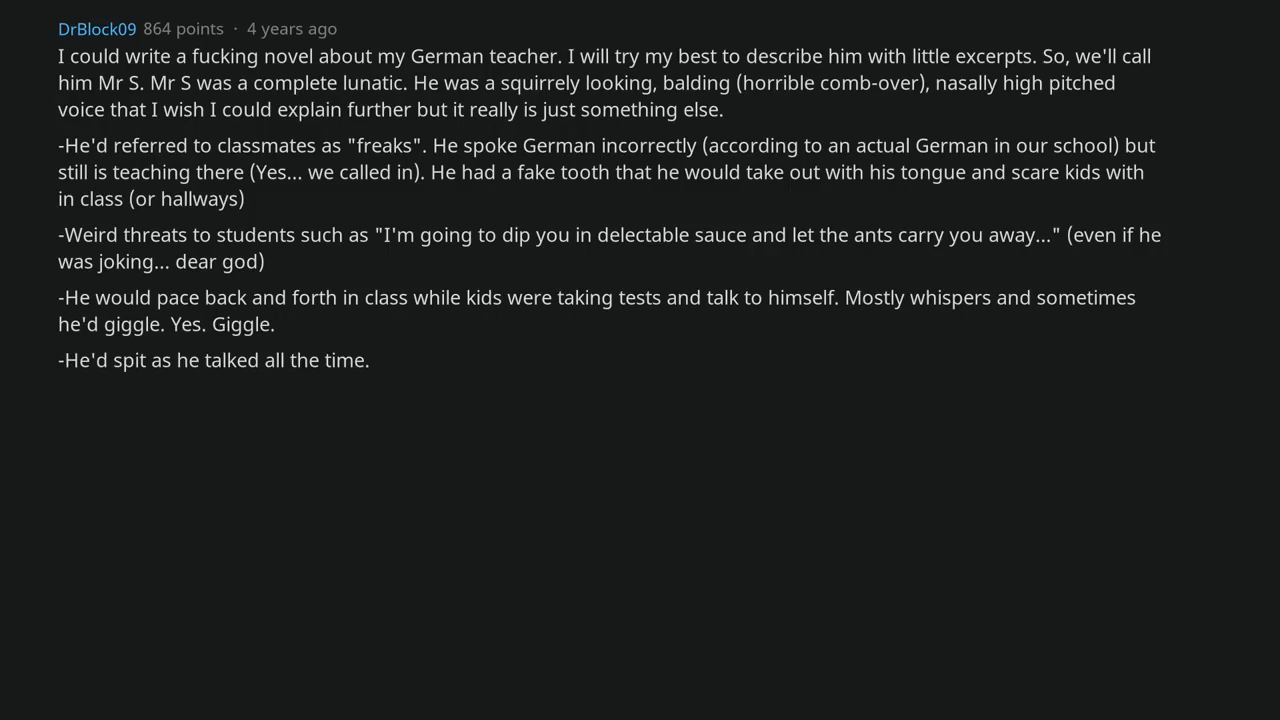 DrBlock09 864 points · 4 years ago
I could write a fucking novel about my German teacher. I will try my best to describe him with little excerpts. So, we'll call
him Mr S. Mr S was a complete lunatic. He was a squirrely looking, balding (horrible comb-over), nasally high pitched
voice that I wish I could explain further but it really is just something else.
-He'd referred to classmates as "freaks". He spoke German incorrectly (according to an actual German in our school) but
still is teaching there (Yes... we called in). He had a fake tooth that he would take out with his tongue and scare kids with
in class (or hallways)
-Weird threats to students such as "I'm going to dip you in delectable sauce and let the ants carry you away..." (even if he
was joking... dear god)
-He would pace back and forth in class while kids were taking tests and talk to himself. Mostly whispers and sometimes
he'd giggle. Yes. Giggle.
-He'd spit as he talked all the time.